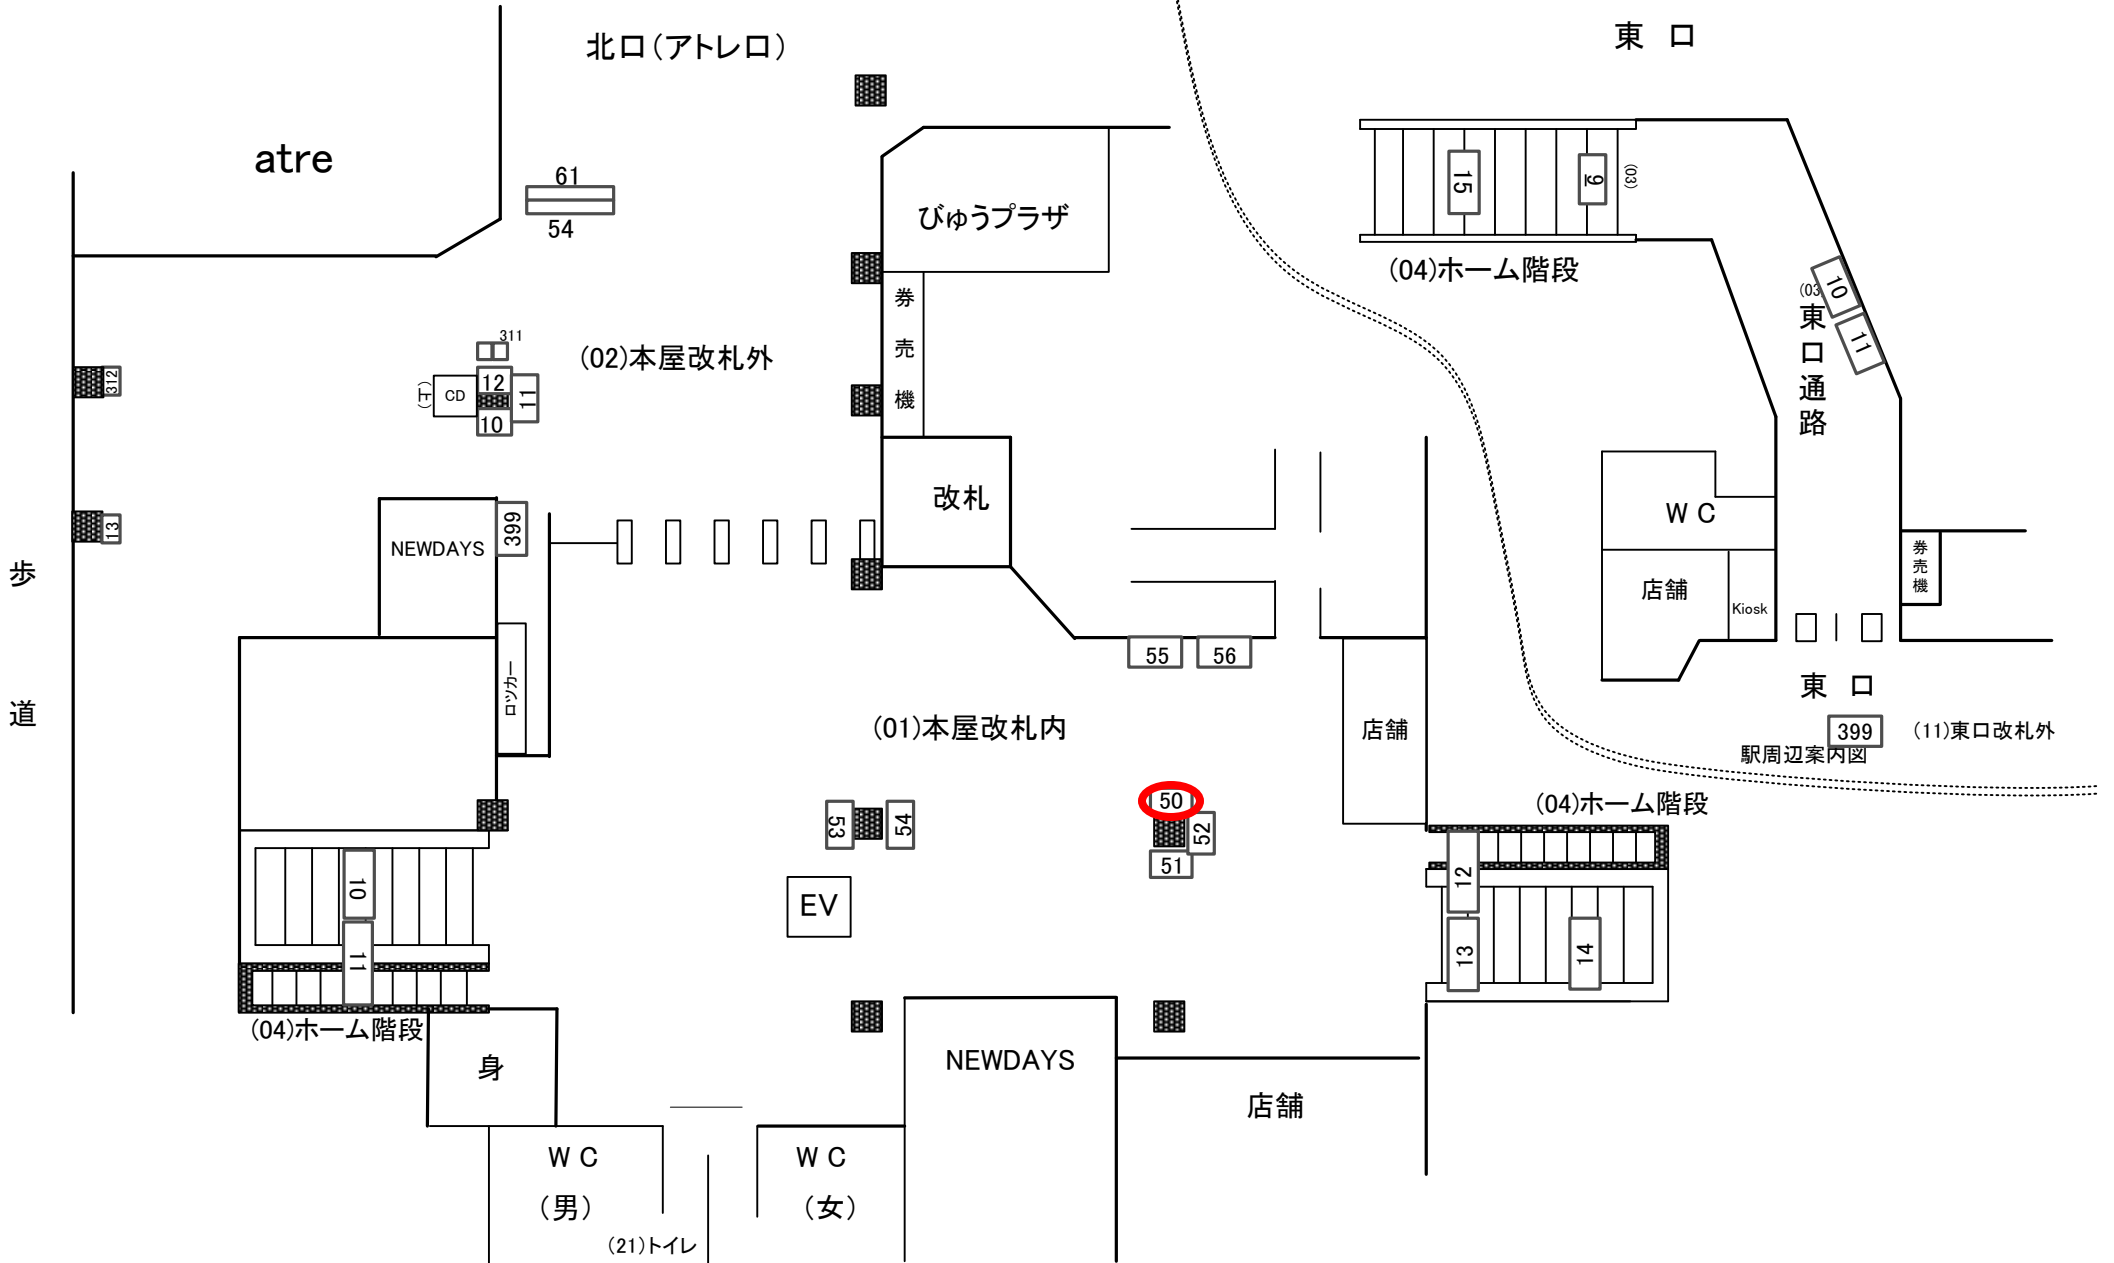 北口(アトレ口)
東 口
atre
61
54
びゅうプラザ
15
9
(03)
(04)ホーム階段
10
11
(03)
東口通路
券売機
311
(02)本屋改札外
312
CD
12
11
10
13
改札
399
NEWDAYS
W C
店舗
Kiosk
券売機
歩道
ロッカー
55
56
東 口
399
(11)東口改札外
駅周辺案内図
(01)本屋改札内
店舗
50
52
51
53
54
EV
(04)ホーム階段
12
13
14
10
11
(04)ホーム階段
身
NEWDAYS
店舗
W C
(男)
W C
(女)
(21)トイレ